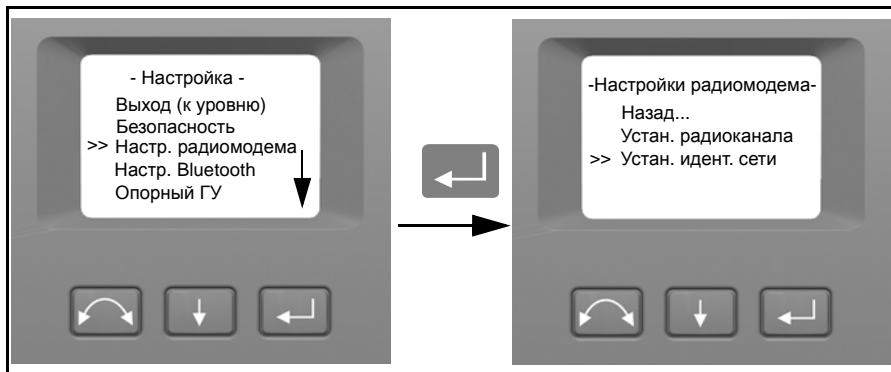 - Настройка -
Выход (к уровню)
Безопасность
>> Настр. радиомодема
Настр. Bluetooth
Опорный ГУ
-Настройки радиомодема-
Назад...
Устан. радиоканала
>> Устан. идент. сети